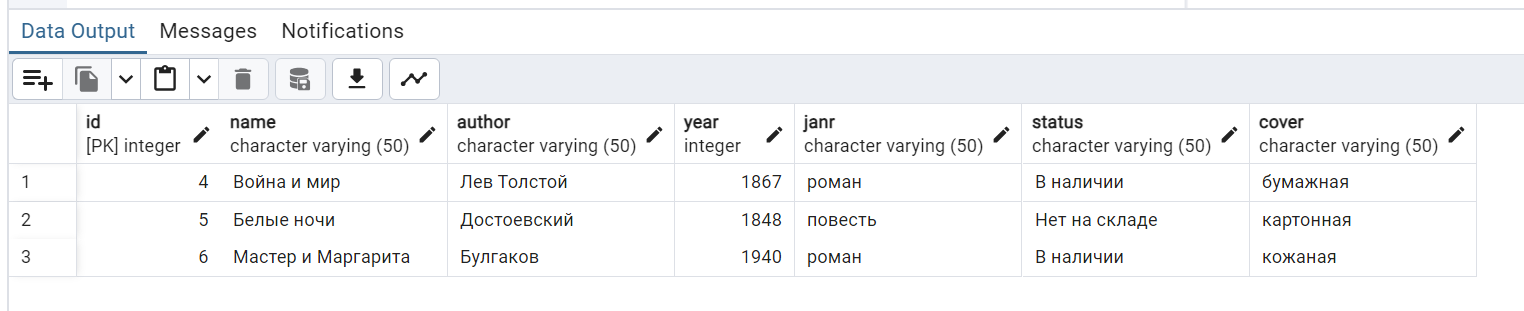 Data Output Messages Notifications
id name author year janr status cover
[PK] integer character varying (50) character varying (50) integer character varying (50) character varying (50) character varying (50)
1 4 Война и мир Лев Толстой 1867 роман В наличии бумажная
2 5 Белые ночи Достоевский 1848 повесть Нет на складе картонная
3 6 Мастер и Маргарита Булгаков 1940 роман В наличии кожаная